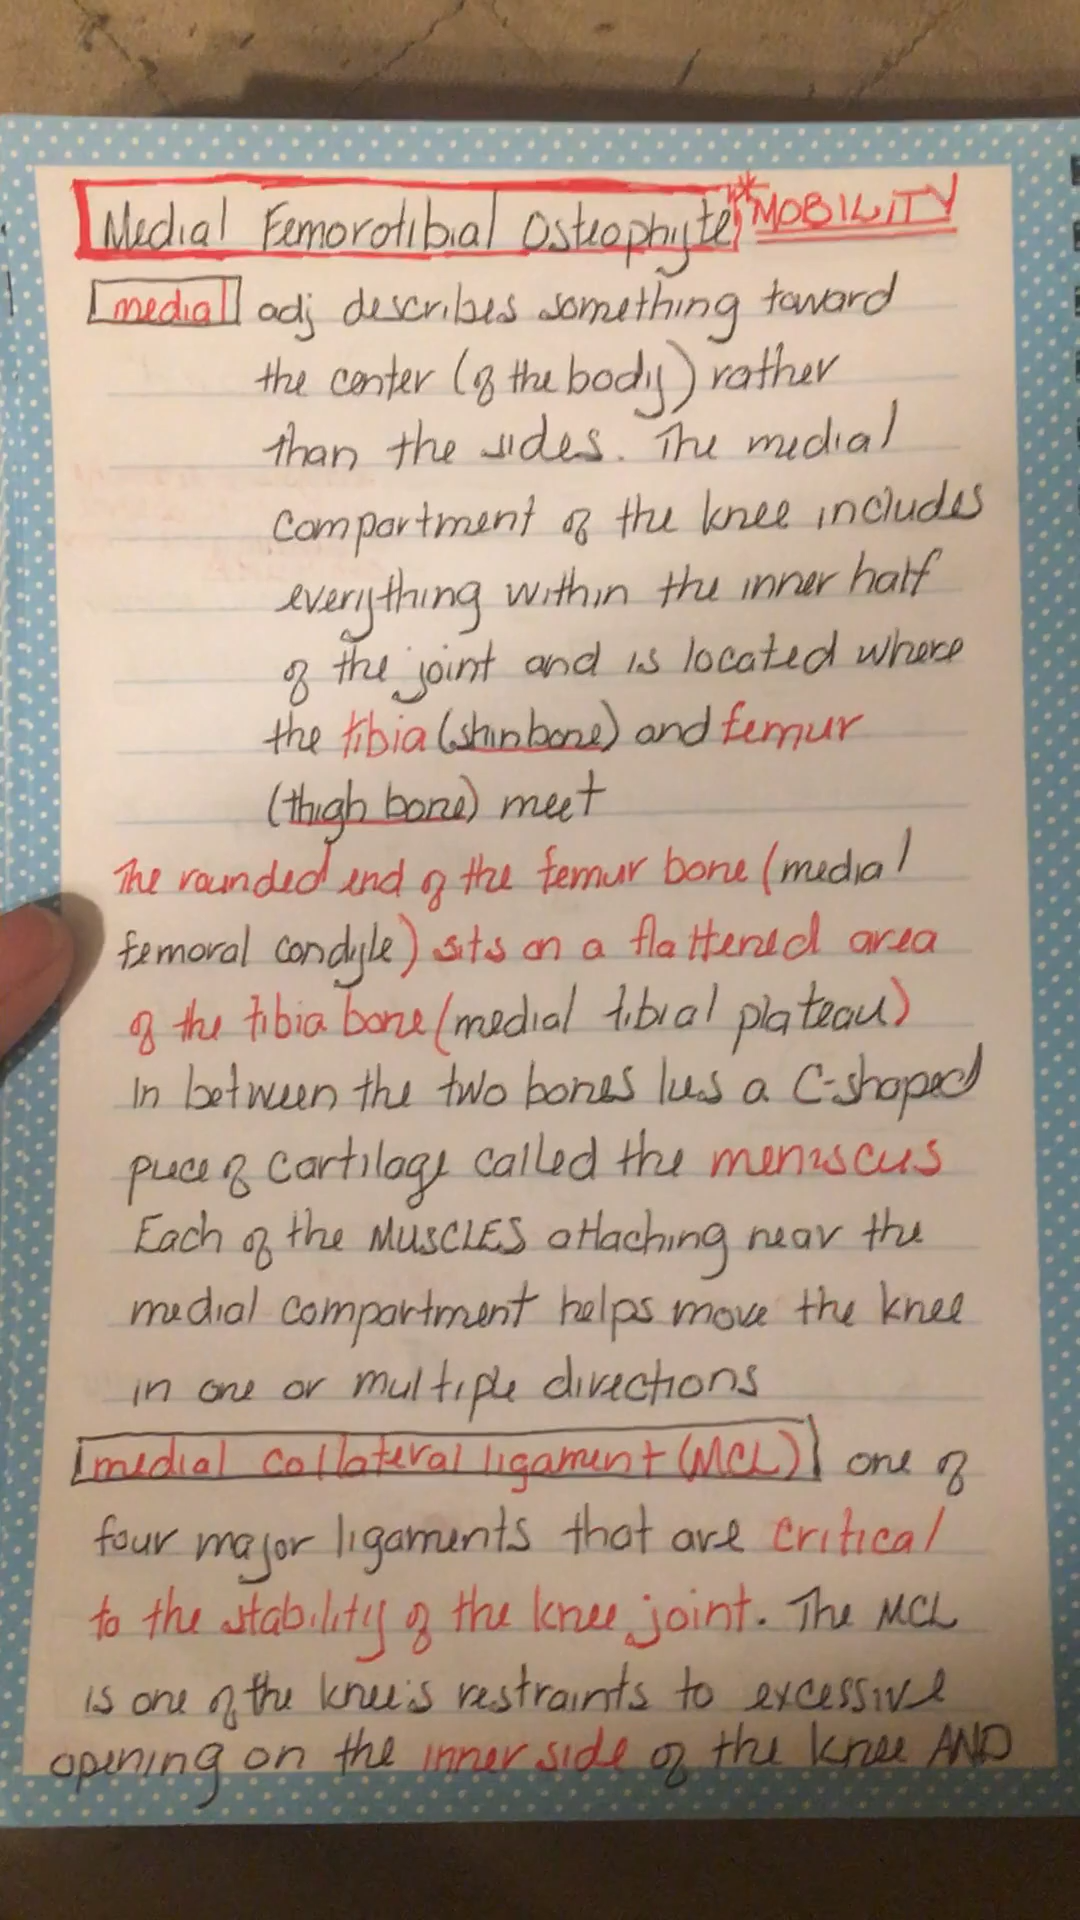 Medial Femorotibial Osteophyte * MOBILITY
medial adj describes something toward
the center (of the body) rather
than the sides. The medial
compartment of the knee includes
everything within the inner half
of the joint and is located where
the tibia (shinbone) and femur
(thigh bone) meet
The rounded end of the femur bone (medial
femoral condyle) sits on a flattened area
of the tibia bone (medial tibial plateau)
In between the two bones lies a C-shaped
piece of cartilage called the meniscus
Each of the MUSCLES attaching near the
medial compartment helps move the knee
in one or multiple directions
medial collateral ligament (MCL) one of
four major ligaments that are critical
to the stability of the knee joint. The MCL
is one of the knee's restraints to excessive
opening on the inner side of the knee AND